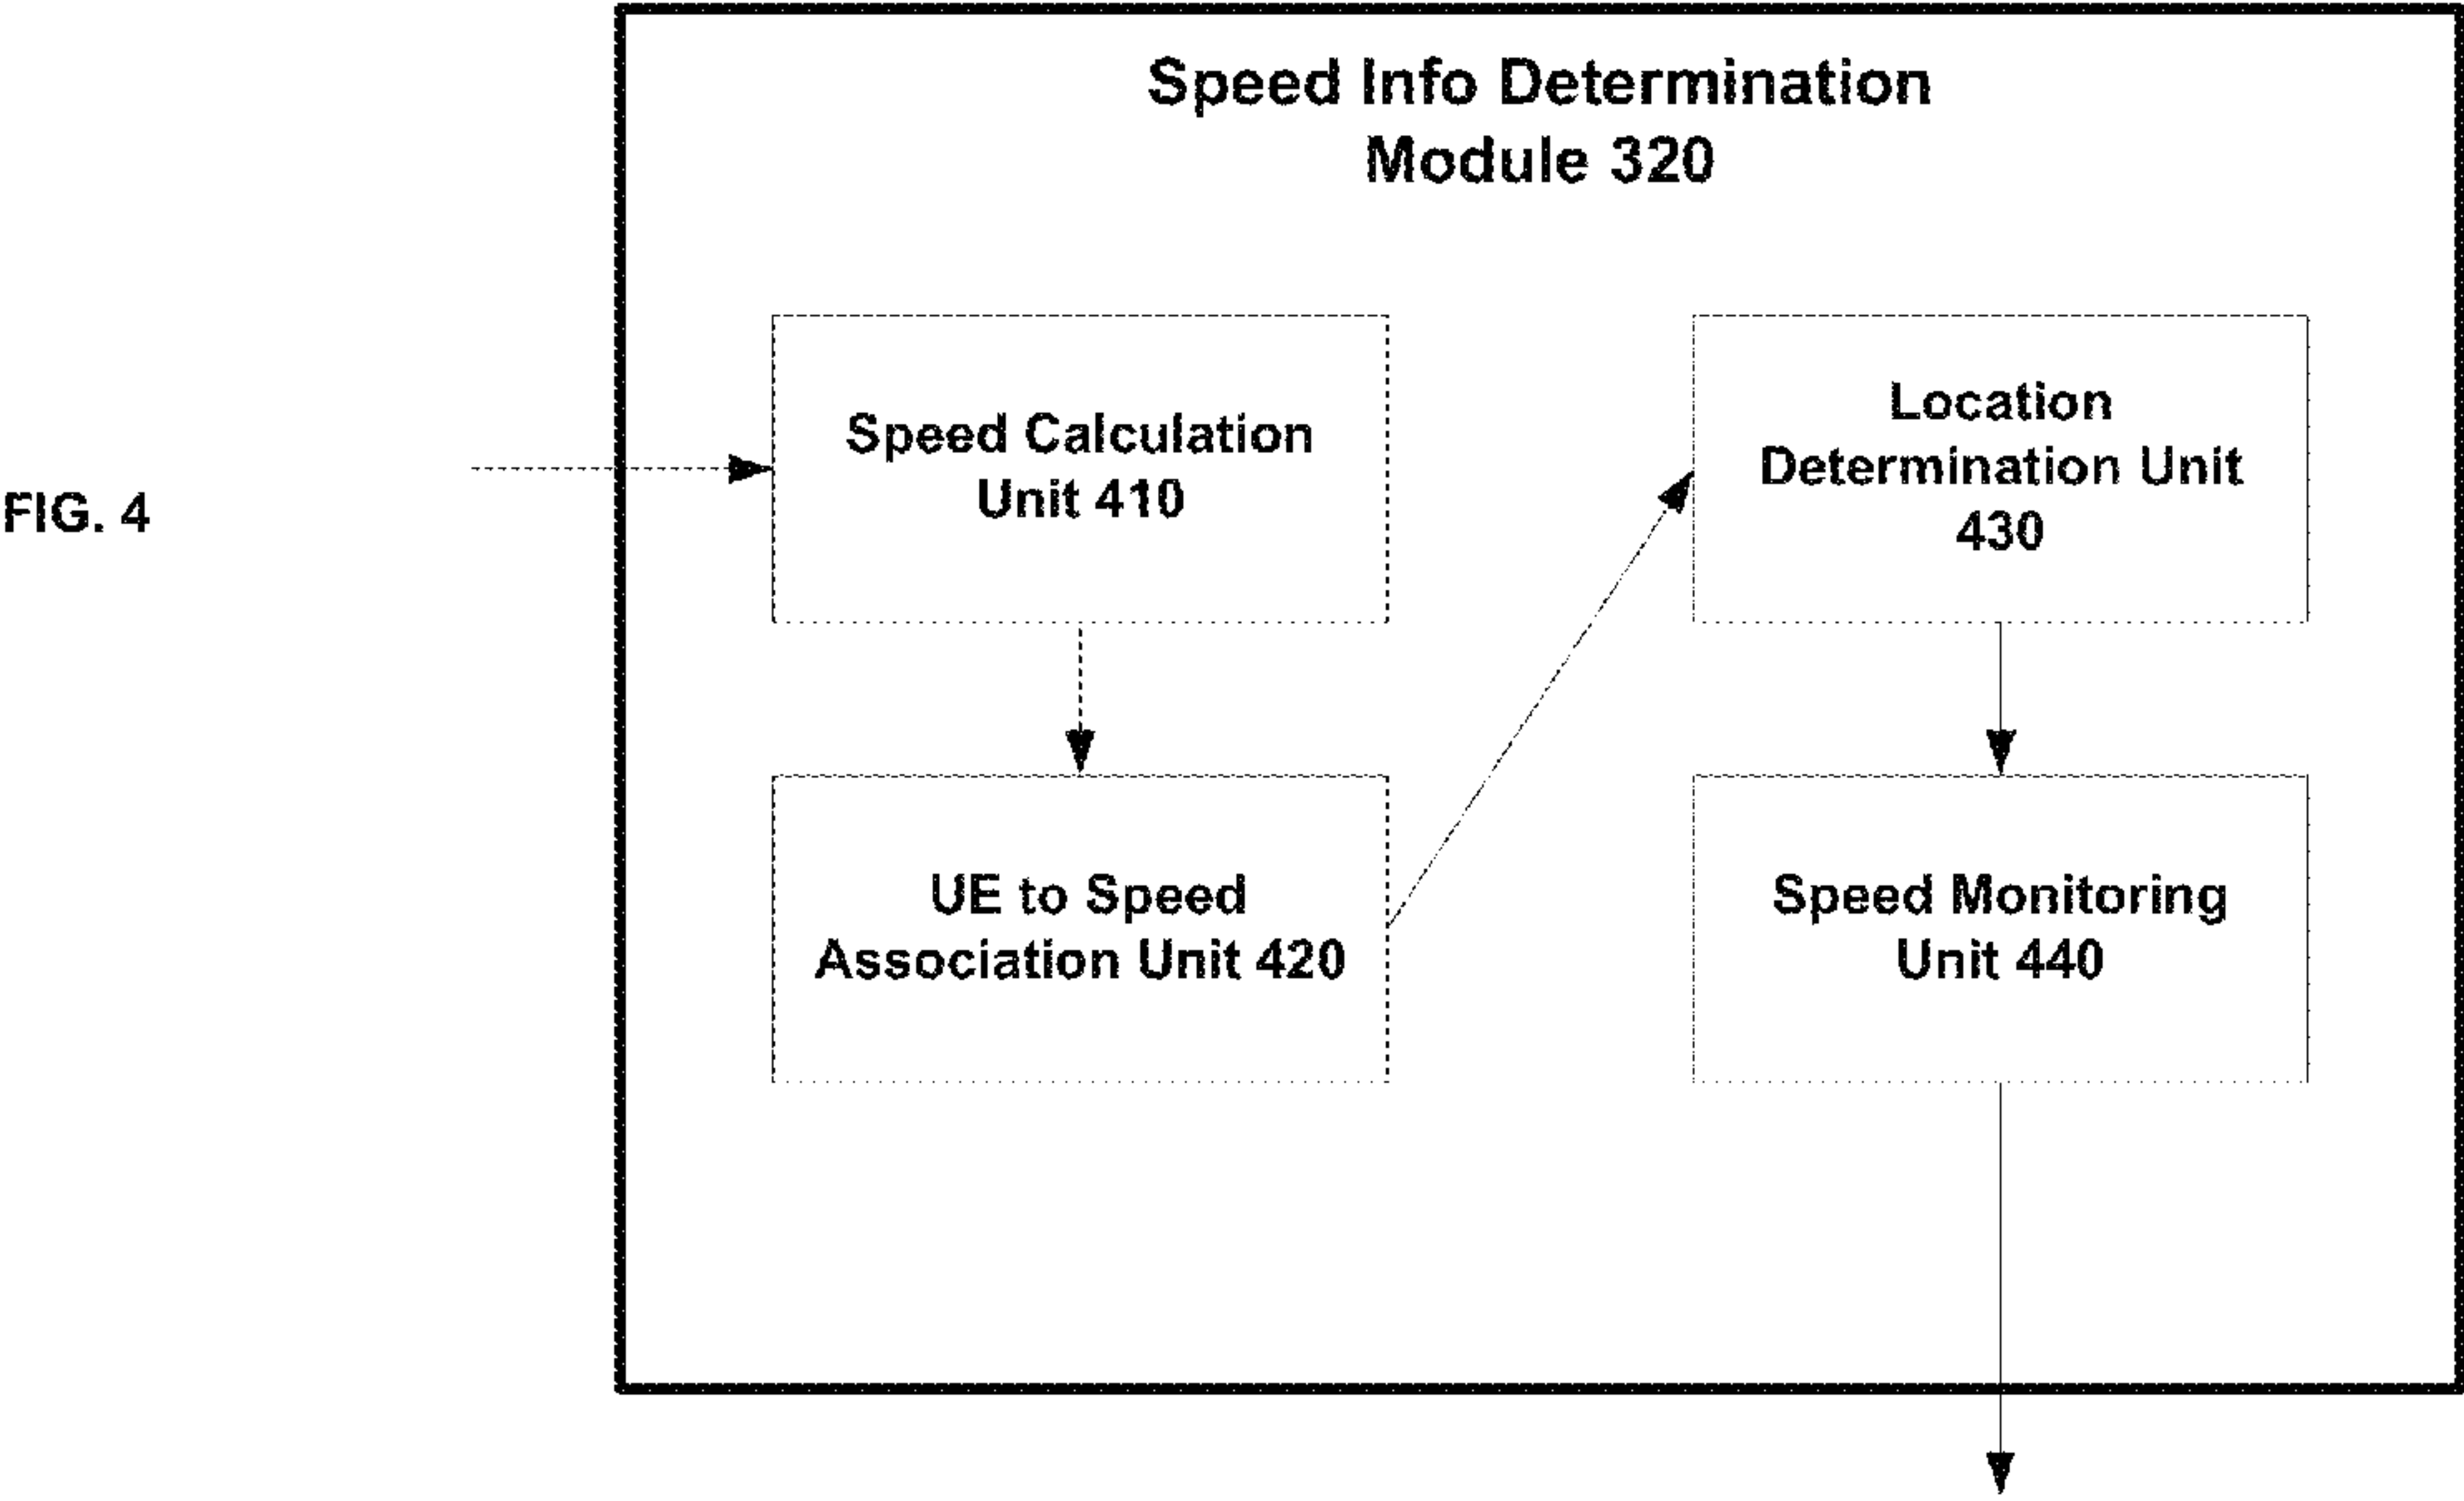 Speed Info Determination
Module 320
Speed Calculation
Unit 410
Location
Determination Unit
430
FIG. 4
UE to Speed
Association Unit 420
Speed Monitoring
Unit 440